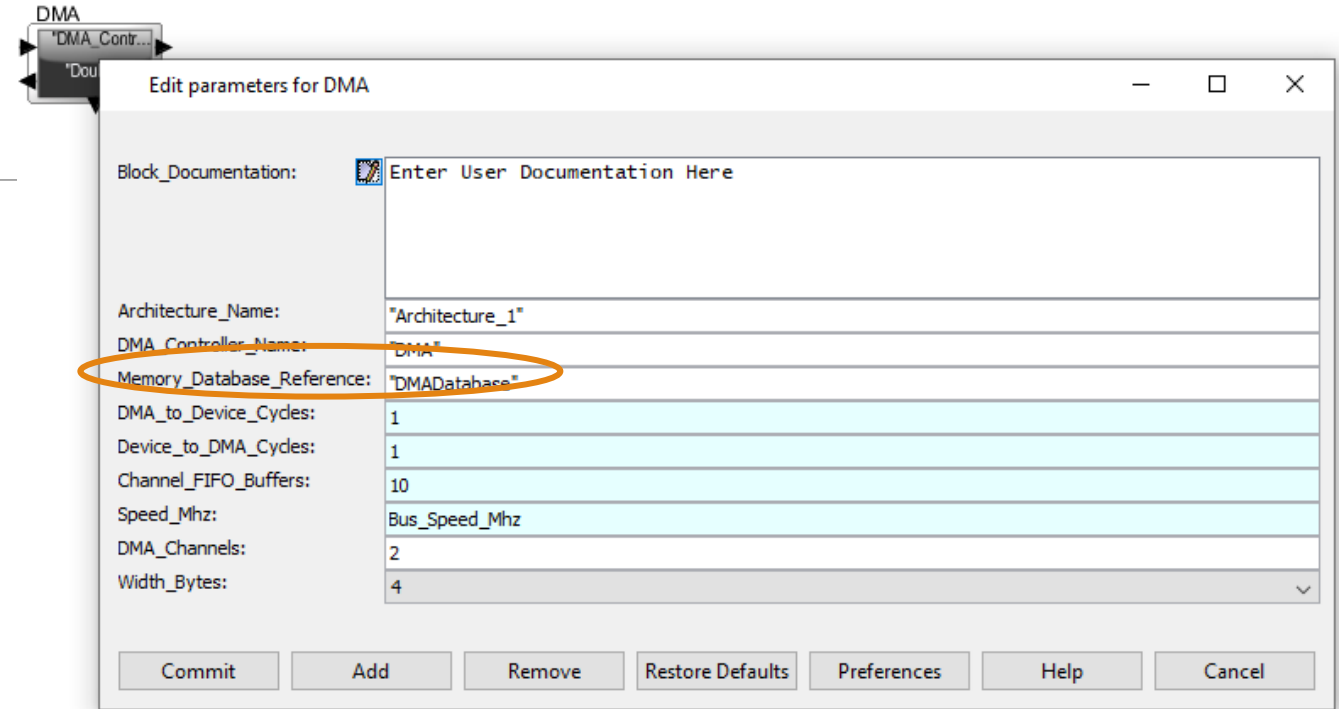 DMA
"DMA_Contr...
"Dou
Edit parameters for DMA
Block_Documentation: Enter User Documentation Here
Architecture_Name: "Architecture_1"
DMA_Controller_Name: "DMA"
Memory_Database_Reference: "DMADatabase"
DMA_to_Device_Cycles: 1
Device_to_DMA_Cycles: 1
Channel_FIFO_Buffers: 10
Speed_Mhz: Bus_Speed_Mhz
DMA_Channels: 2
Width_Bytes: 4
Commit Add Remove Restore Defaults Preferences Help Cancel